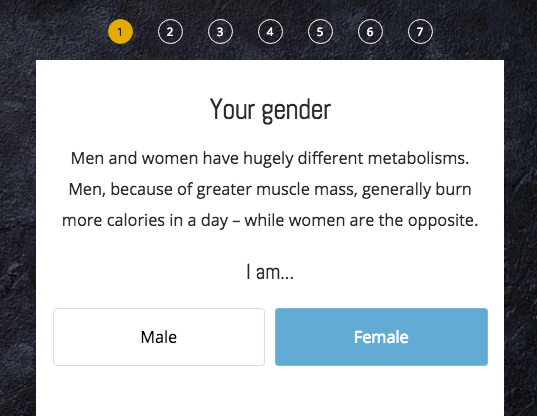 1 2 3 4 5 6 7
Your gender
Men and women have hugely different metabolisms.
Men, because of greater muscle mass, generally burn
more calories in a day – while women are the opposite.
I am...
Male Female